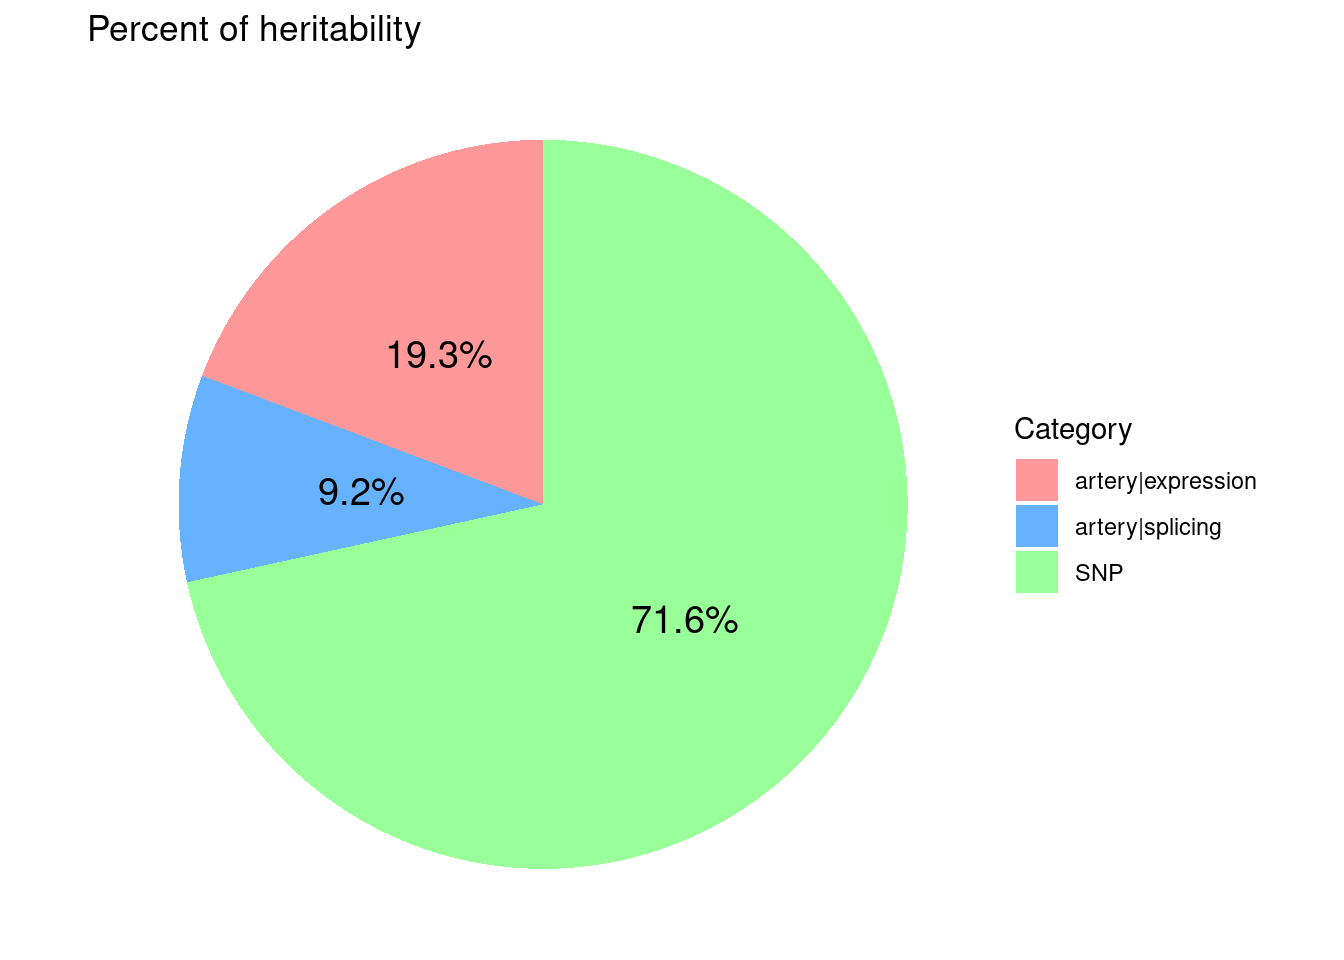 Percent of heritability
19.3%
9.2%
71.6%
Category
artery|expression
artery|splicing
SNP